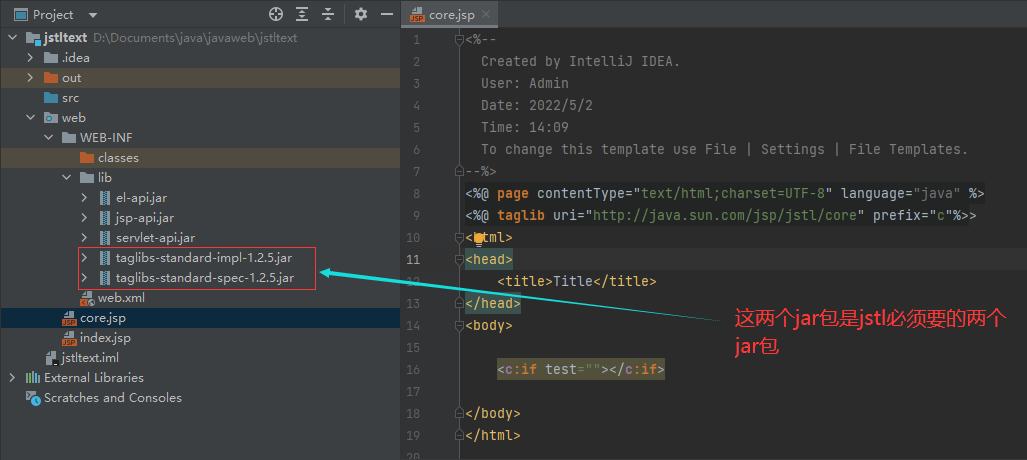 Project
jstltext D:\Documents\java\javaweb\jstltext
.idea
out
src
web
WEB-INF
classes
lib
el-api.jar
jsp-api.jar
servlet-api.jar
taglibs-standard-impl-1.2.5.jar
taglibs-standard-spec-1.2.5.jar
web.xml
core.jsp
index.jsp
jstltext.iml
External Libraries
Scratches and Consoles
core.jsp
1 <%--
2 Created by IntelliJ IDEA.
3 User: Admin
4 Date: 2022/5/2
5 Time: 14:09
6 To change this template use File | Settings | File Templates.
7 --%>
8 <%@ page contentType="text/html;charset=UTF-8" language="java" %>
9 <%@ taglib uri="http://java.sun.com/jsp/jstl/core" prefix="c"%>>
10 <html>
11 <head>
12 <title>Title</title>
13 </head>
14 <body>
15
16 <c:if test=""></c:if>
17
18 </body>
19 </html>
20
这两个jar包是jstl必须要的两个
jar包